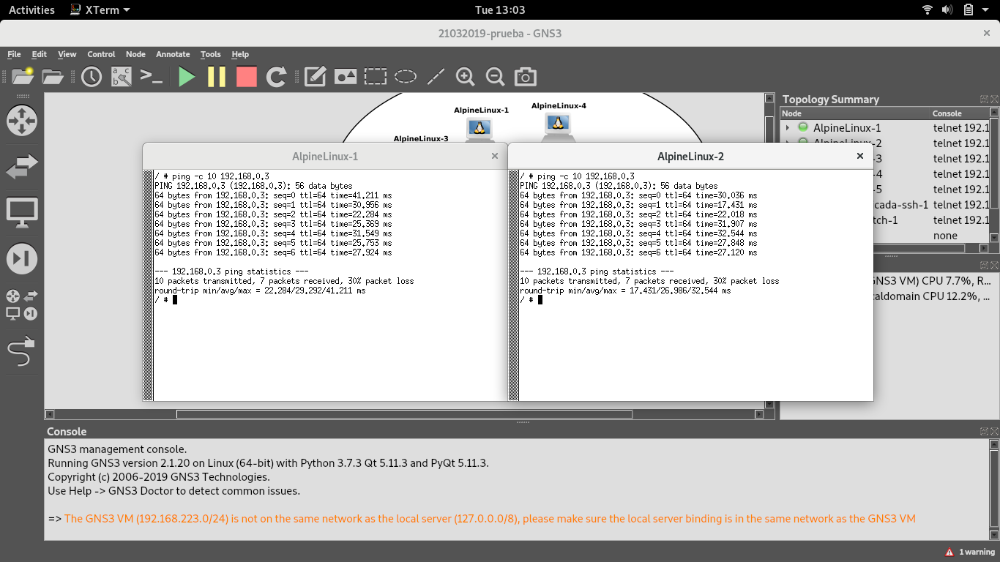 Activities XTerm Tue 13:03
21032019-prueba - GNS3
File Edit View Control Node Annotate Tools Help
AlpineLinux-1
AlpineLinux-4
AlpineLinux-3
Topology Summary
Node Console
AlpineLinux-1 telnet 192.1
AlpineLinux-2 telnet 192.1
-3 telnet 192.1
-4 telnet 192.1
-5 telnet 192.1
cada-ssh-1 telnet 192.1
tch-1 telnet 192.1
none
GNS3 VM) CPU 7.7%, R...
aldomain CPU 12.2%, ...
AlpineLinux-1
/ # ping -c 10 192.168.0.3
PING 192.168.0.3 (192.168.0.3): 56 data bytes
64 bytes from 192.168.0.3: seq=0 ttl=64 time=41.211 ms
64 bytes from 192.168.0.3: seq=1 ttl=64 time=30.956 ms
64 bytes from 192.168.0.3: seq=2 ttl=64 time=22.284 ms
64 bytes from 192.168.0.3: seq=3 ttl=64 time=25.369 ms
64 bytes from 192.168.0.3: seq=4 ttl=64 time=31.549 ms
64 bytes from 192.168.0.3: seq=5 ttl=64 time=25.753 ms
64 bytes from 192.168.0.3: seq=6 ttl=64 time=27.924 ms
--- 192.168.0.3 ping statistics ---
10 packets transmitted, 7 packets received, 30% packet loss
round-trip min/avg/max = 22.284/29.292/41.211 ms
/ #
AlpineLinux-2
/ # ping -c 10 192.168.0.3
PING 192.168.0.3 (192.168.0.3): 56 data bytes
64 bytes from 192.168.0.3: seq=0 ttl=64 time=30.036 ms
64 bytes from 192.168.0.3: seq=1 ttl=64 time=17.431 ms
64 bytes from 192.168.0.3: seq=2 ttl=64 time=22.018 ms
64 bytes from 192.168.0.3: seq=3 ttl=64 time=31.907 ms
64 bytes from 192.168.0.3: seq=4 ttl=64 time=32.544 ms
64 bytes from 192.168.0.3: seq=5 ttl=64 time=27.848 ms
64 bytes from 192.168.0.3: seq=6 ttl=64 time=27.120 ms
--- 192.168.0.3 ping statistics ---
10 packets transmitted, 7 packets received, 30% packet loss
round-trip min/avg/max = 17.431/26.986/32.544 ms
/ #
Console
GNS3 management console.
Running GNS3 version 2.1.20 on Linux (64-bit) with Python 3.7.3 Qt 5.11.3 and PyQt 5.11.3.
Copyright (c) 2006-2019 GNS3 Technologies.
Use Help -> GNS3 Doctor to detect common issues.
=> The GNS3 VM (192.168.223.0/24) is not on the same network as the local server (127.0.0.0/8), please make sure the local server binding is in the same network as the GNS3 VM
1 warning